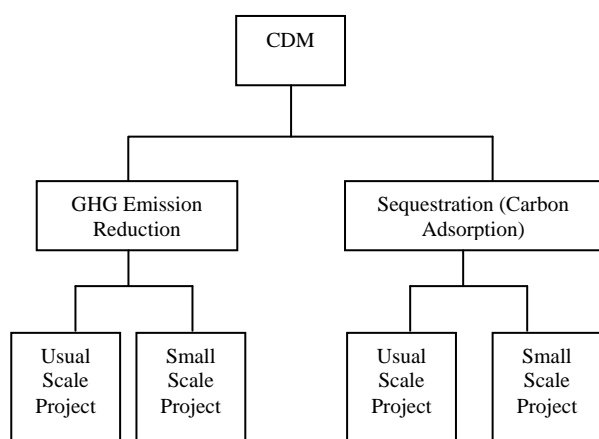 CDM
GHG Emission
Reduction
Sequestration (Carbon
Adsorption)
Usual
Scale
Project
Small
Scale
Project
Usual
Scale
Project
Small
Scale
Project